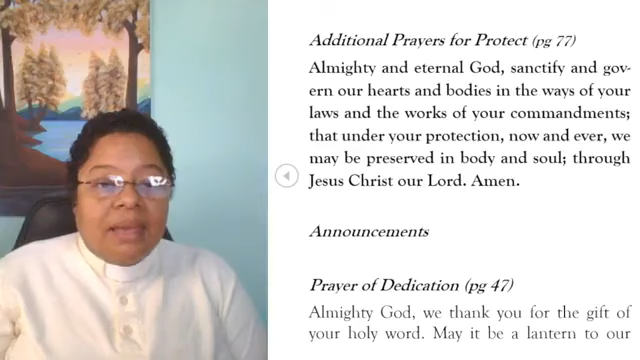 Additional Prayers for Protect (pg 77)
Almighty and eternal God, sanctify and gov-
ern our hearts and bodies in the ways of your
laws and the works of your commandments;
that under your protection, now and ever, we
may be preserved in body and soul; through
Jesus Christ our Lord. Amen.
Announcements
Prayer of Dedication (pg 47)
Almighty God, we thank you for the gift of
your holy word. May it be a lantern to our